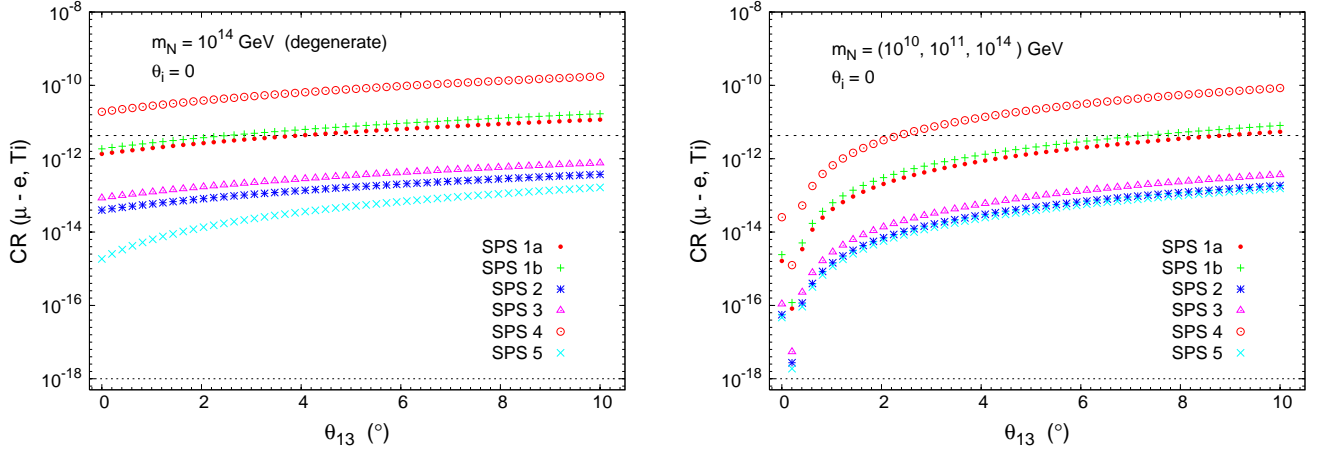 CR (μ - e, Ti)
10^-8
10^-10
10^-12
10^-14
10^-16
10^-18
m_N = 10^14 GeV (degenerate)
θ_i = 0
SPS 1a
SPS 1b
SPS 2
SPS 3
SPS 4
SPS 5
0 2 4 6 8 10
θ_13 (°)
CR (μ - e, Ti)
10^-8
10^-10
10^-12
10^-14
10^-16
10^-18
m_N = (10^10, 10^11, 10^14 ) GeV
θ_i = 0
SPS 1a
SPS 1b
SPS 2
SPS 3
SPS 4
SPS 5
0 2 4 6 8 10
θ_13 (°)